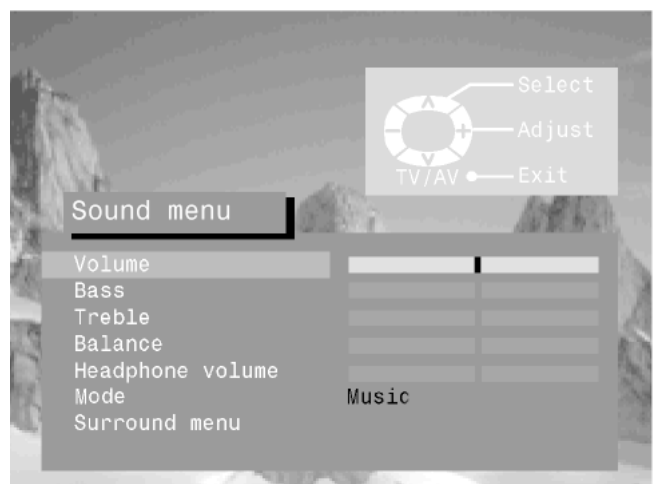 Select
Adjust
TV/AV Exit
Sound menu
Volume
Bass
Treble
Balance
Headphone volume
Mode Music
Surround menu